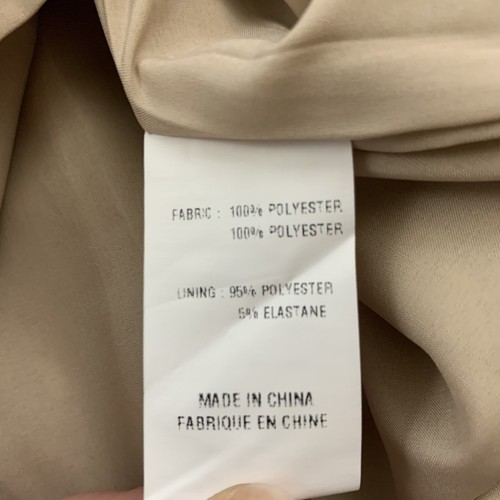 FABRIC : 100% POLYESTER
100% POLYESTER
LINING : 95% POLYESTER
5% ELASTANE
MADE IN CHINA
FABRIQUE EN CHINE